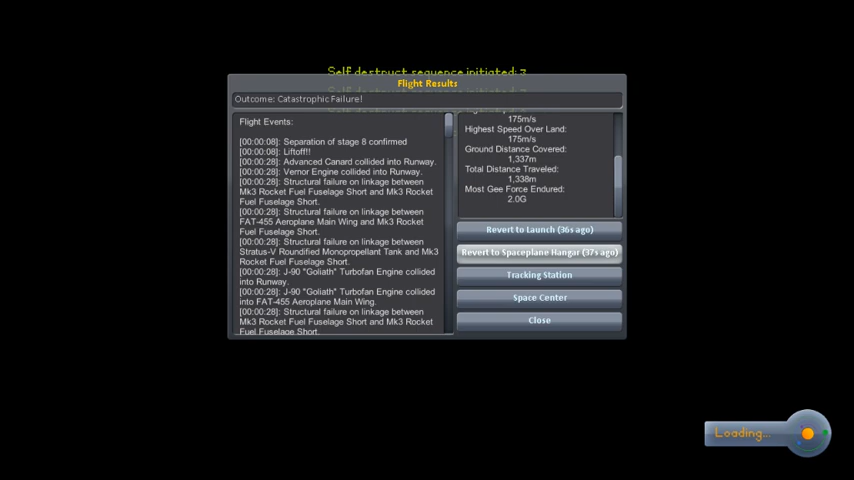 Self destruct sequence initiated: 7
Flight Results
Outcome: Catastrophic Failure!
Flight Events:
[00:00:08]: Separation of stage 8 confirmed
[00:00:08]: Liftoff!!
[00:00:28]: Advanced Canard collided into Runway.
[00:00:28]: Vernor Engine collided into Runway.
[00:00:28]: Structural failure on linkage between
Mk3 Rocket Fuel Fuselage Short and Mk3 Rocket
Fuel Fuselage Short.
[00:00:28]: Structural failure on linkage between
FAT-455 Aeroplane Main Wing and Mk3 Rocket
Fuel Fuselage Short.
[00:00:28]: Structural failure on linkage between
Stratus-V Roundified Monopropellant Tank and Mk3
Rocket Fuel Fuselage Short.
[00:00:28]: J-90 "Goliath" Turbofan Engine collided
into Runway.
[00:00:28]: J-90 "Goliath" Turbofan Engine collided
into FAT-455 Aeroplane Main Wing.
[00:00:28]: Structural failure on linkage between
Mk3 Rocket Fuel Fuselage Short and Mk3 Rocket
Fuel Fuselage Short.
175m/s
Highest Speed Over Land:
175m/s
Ground Distance Covered:
1,337m
Total Distance Traveled:
1,338m
Most Gee Force Endured:
2.0G
Revert to Launch (36s ago)
Revert to Spaceplane Hangar (37s ago)
Tracking Station
Space Center
Close
Loading...